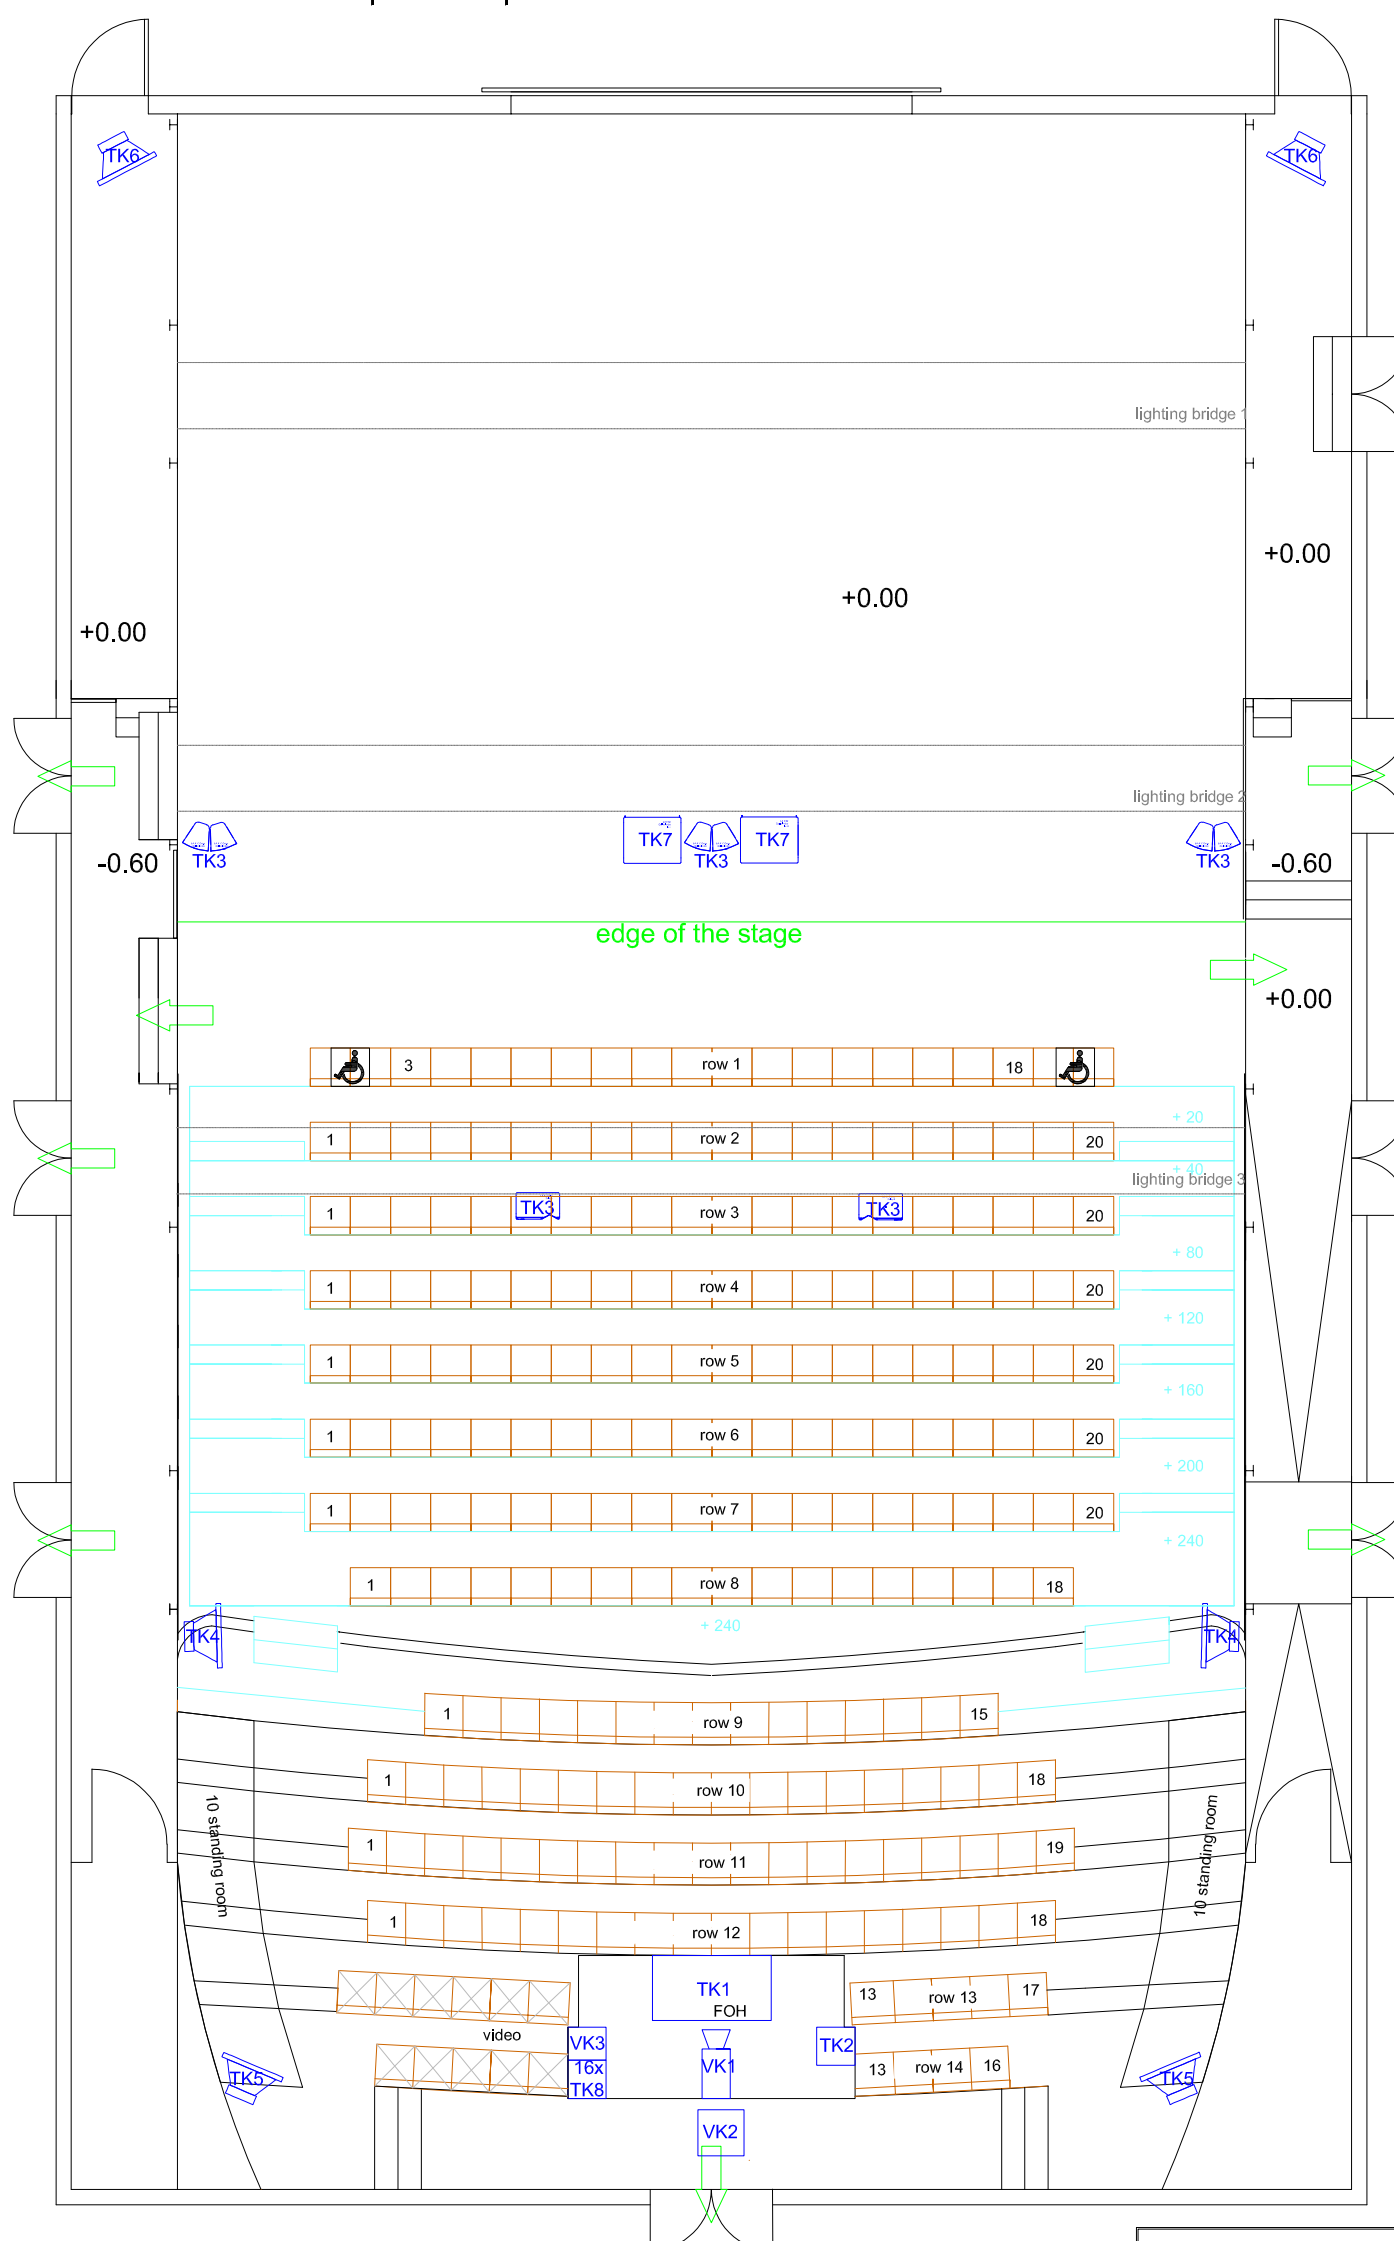 TK6
TK6
lighting bridge 1
+0.00
+0.00
+0.00
lighting bridge 2
TK3
TK7
TK3
TK7
TK3
-0.60
-0.60
edge of the stage
+0.00
3
row 1
18
+ 20
1
row 2
20
+ 40
lighting bridge 3
1
TK3
row 3
TK3
20
+ 80
1
row 4
20
+ 120
1
row 5
20
+ 160
1
row 6
20
+ 200
1
row 7
20
+ 240
1
row 8
18
+ 240
TK4
TK4
1
row 9
15
1
row 10
18
10 standing room
10 standing room
1
row 11
19
1
row 12
18
TK1
FOH
13
row 13
17
video
VK3
VK1
TK2
16x
TK8
13
row 14
16
TK5
TK5
VK2